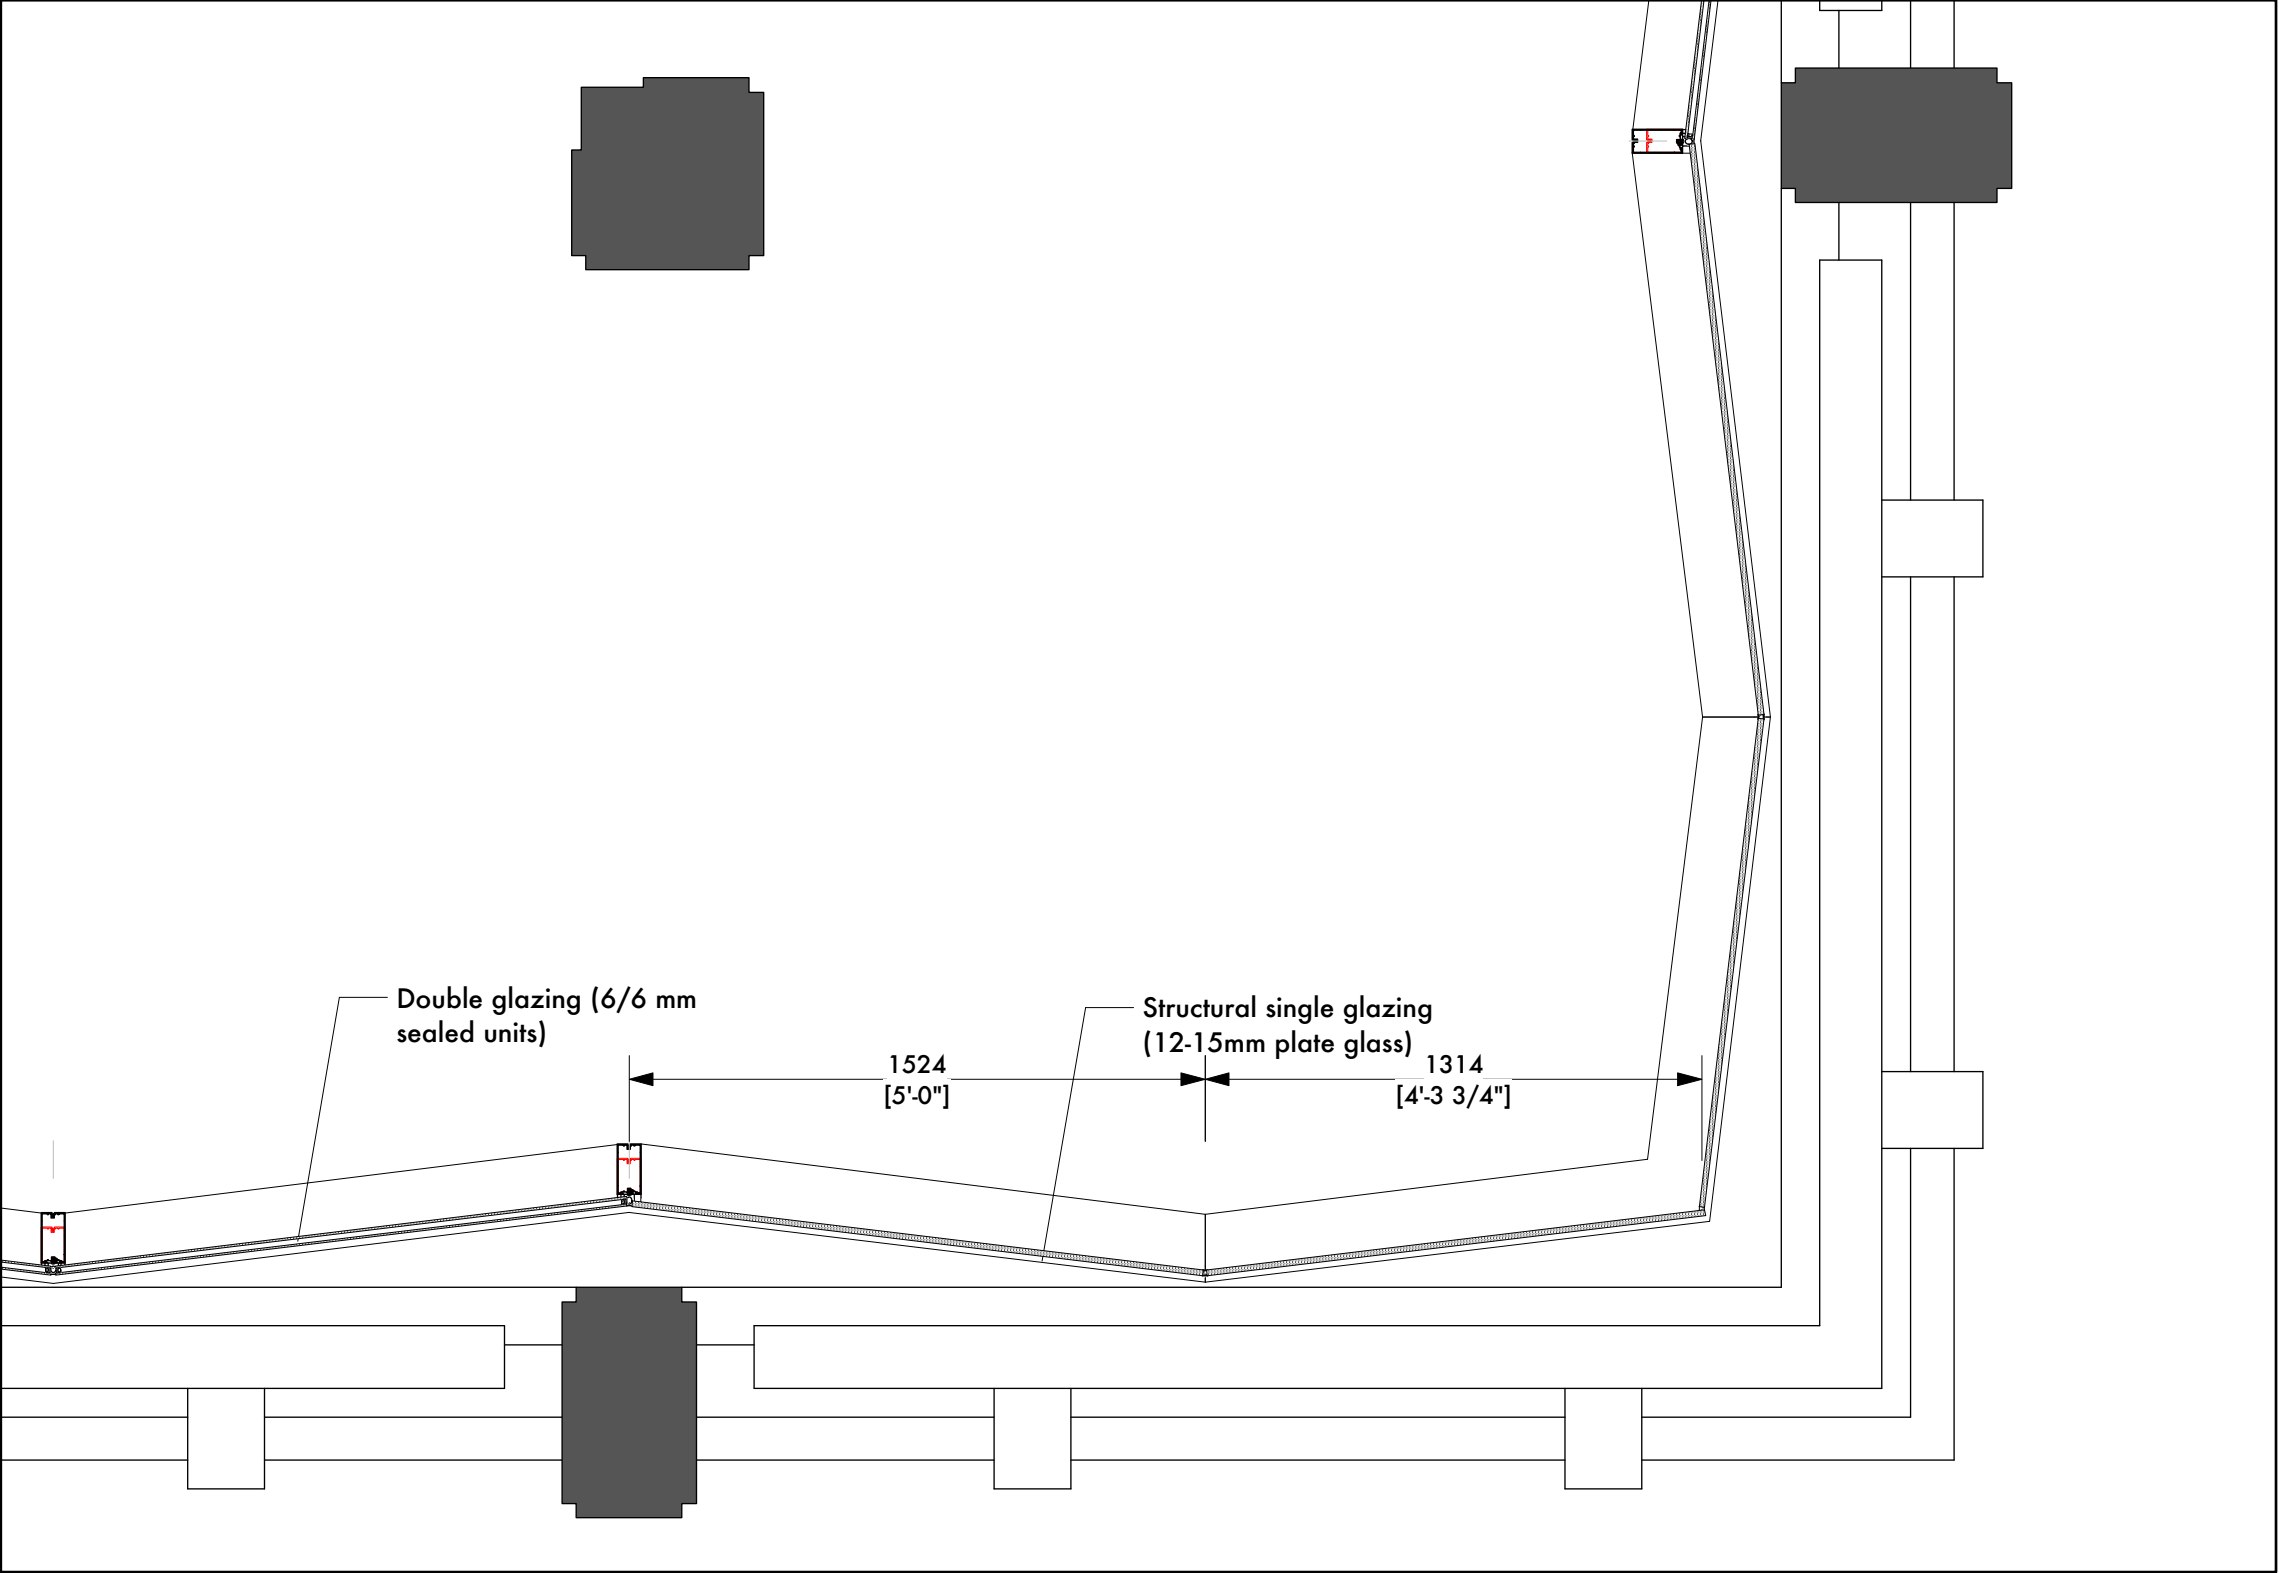 Double glazing (6/6 mm
sealed units)
Structural single glazing
(12-15mm plate glass)
1524
[5'-0"]
1314
[4'-3 3/4"]